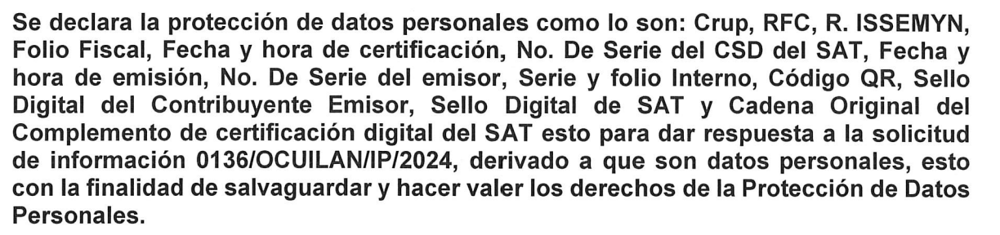 Se declara la protección de datos personales como lo son: Crup, RFC, R. ISSEMYN,
Folio Fiscal, Fecha y hora de certificación, No. De Serie del CSD del SAT, Fecha y
hora de emisión, No. De Serie del emisor, Serie y folio Interno, Código QR, Sello
Digital del Contribuyente Emisor, Sello Digital de SAT y Cadena Original del
Complemento de certificación digital del SAT esto para dar respuesta a la solicitud
de información 0136/OCUILAN/IP/2024, derivado a que son datos personales, esto
con la finalidad de salvaguardar y hacer valer los derechos de la Protección de Datos
Personales.